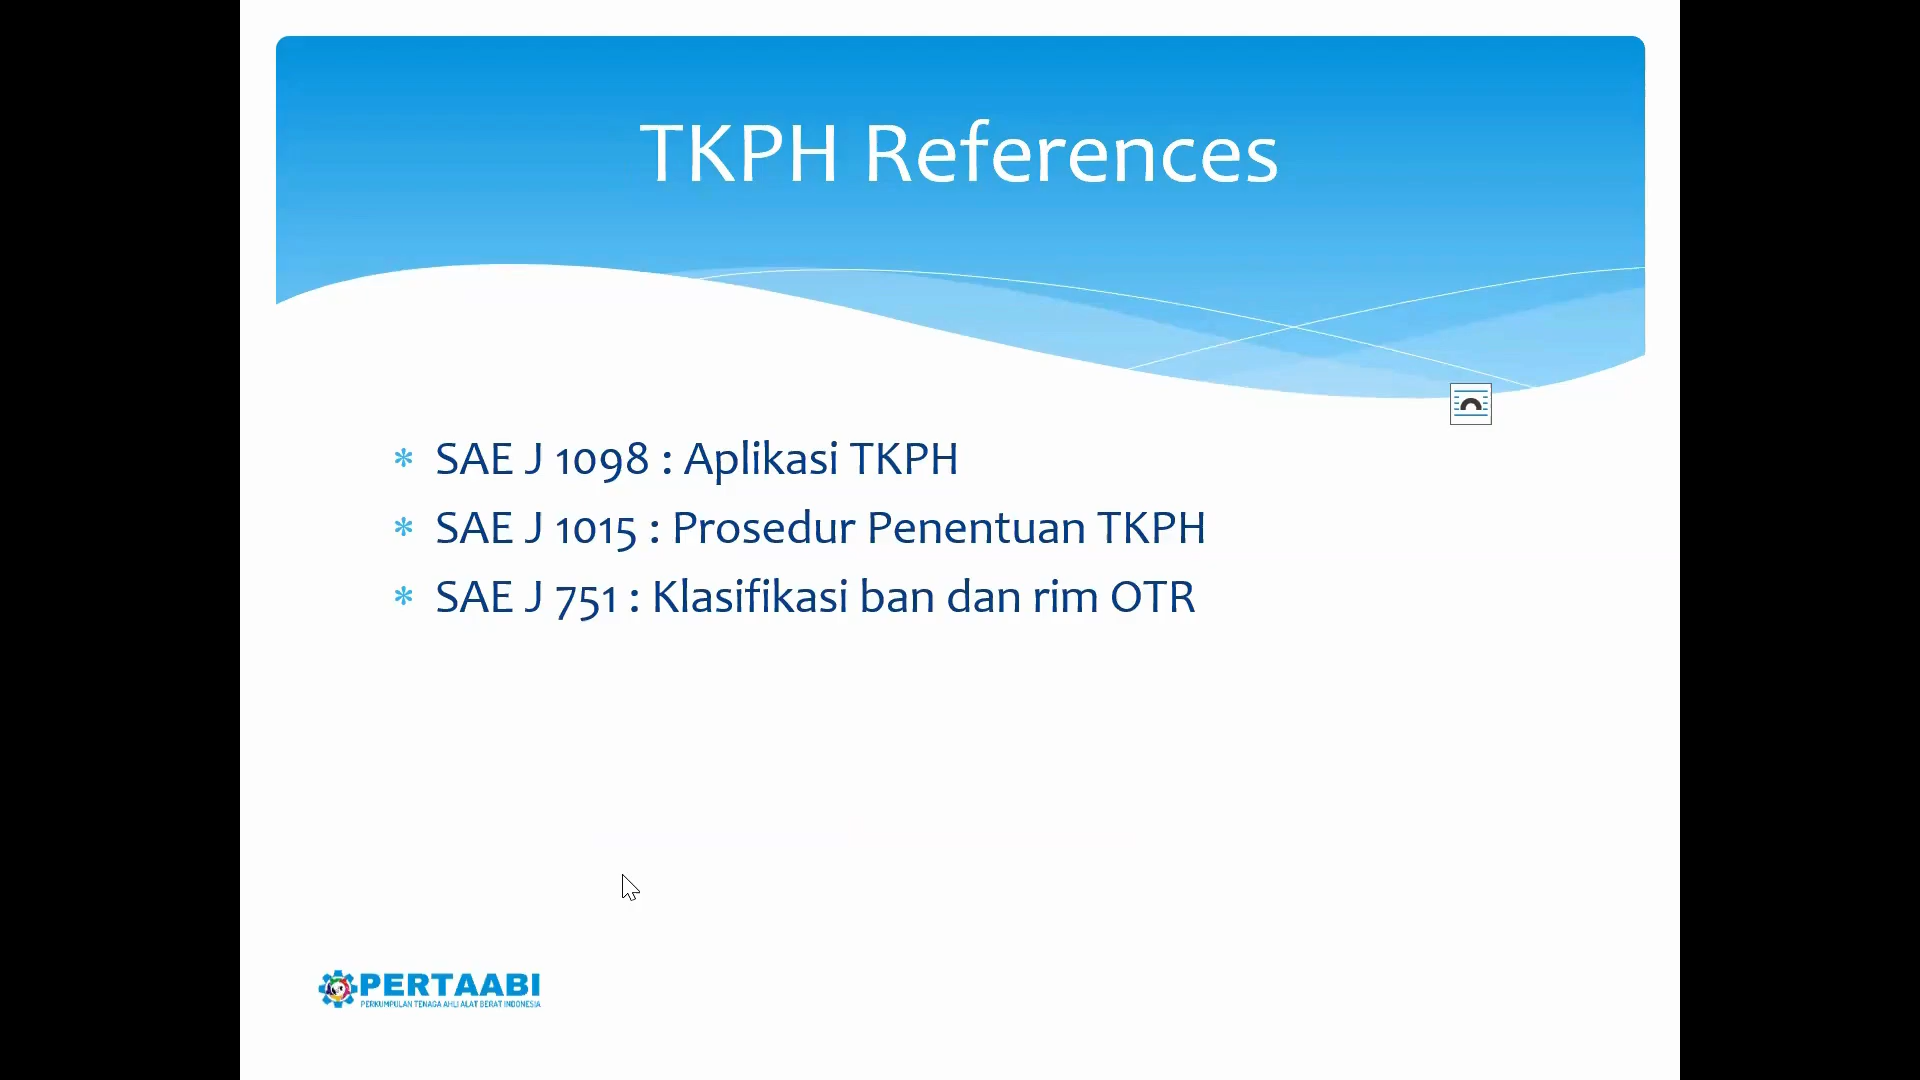 TKPH References
* SAE J 1098 : Aplikasi TKPH
* SAE J 1015 : Prosedur Penentuan TKPH
* SAE J 751 : Klasifikasi ban dan rim OTR
PERTAABI
PERKUMPULAN TENAGA AHLI ALAT BERAT INDONESIA